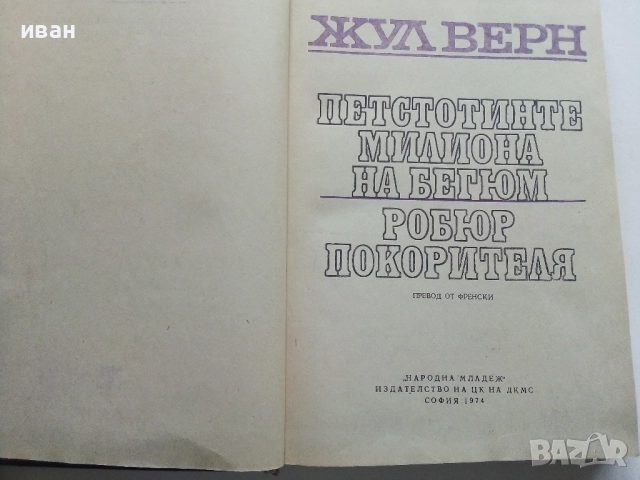 иван
ЖУЛ ВЕРН
ПЕТСТОТИНТЕ
МИЛИОНА
НА БЕГЮМ
РОБЮР
ПОКОРИТЕЛЯ
ПРЕВОД ОТ ФРЕНСКИ
„НАРОДНА МЛАДЕЖ“
ИЗДАТЕЛСТВО НА ЦК НА ДКМС
СОФИЯ 1974
BAZAR